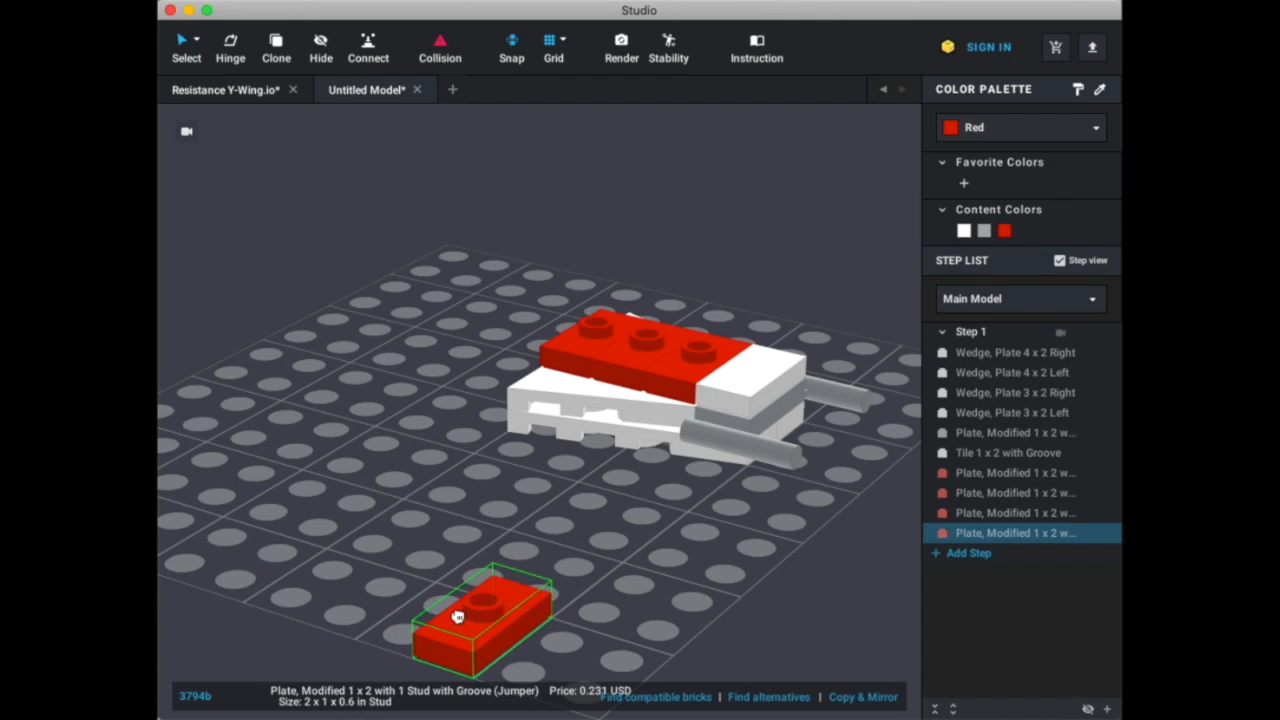 Studio
Select Hinge Clone Hide Connect Collision Snap Grid Render Stability Instruction SIGN IN
Resistance Y-Wing.io* Untitled Model*
COLOR PALETTE
Red
Favorite Colors
Content Colors
STEP LIST Step view
Main Model
Step 1
Wedge, Plate 4 x 2 Right
Wedge, Plate 4 x 2 Left
Wedge, Plate 3 x 2 Right
Wedge, Plate 3 x 2 Left
Plate, Modified 1 x 2 w...
Tile 1 x 2 with Groove
Plate, Modified 1 x 2 w...
Plate, Modified 1 x 2 w...
Plate, Modified 1 x 2 w...
Plate, Modified 1 x 2 w...
+ Add Step
3794b Plate, Modified 1 x 2 with 1 Stud with Groove (Jumper) Price: 0.231 USD
Size: 2 x 1 x 0.6 in Stud
Find compatible bricks | Find alternatives | Copy & Mirror